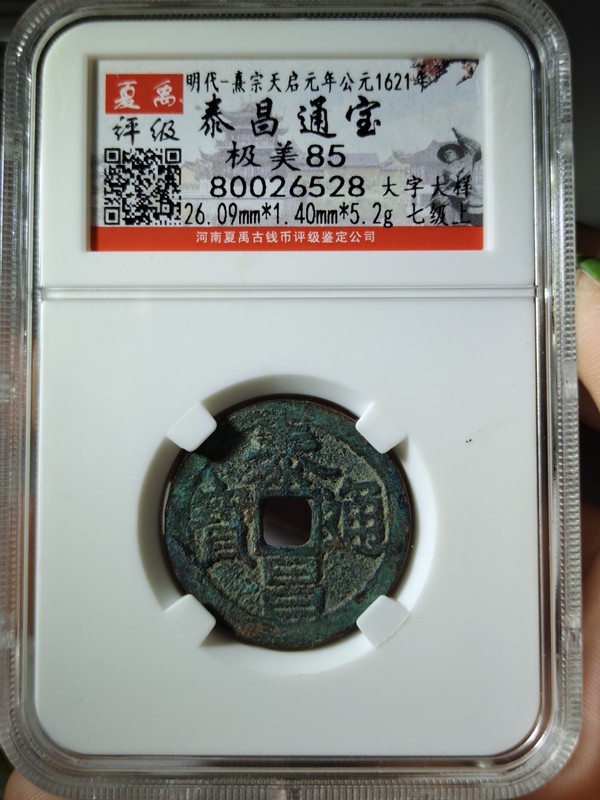 夏禹
评级
明代-熹宗天启元年公元1621年
泰昌通宝
极美85
80026528 大字大样
26.09mm*1.40mm*5.2g 七级上
河南夏禹古钱币评级鉴定公司
泰昌通寳